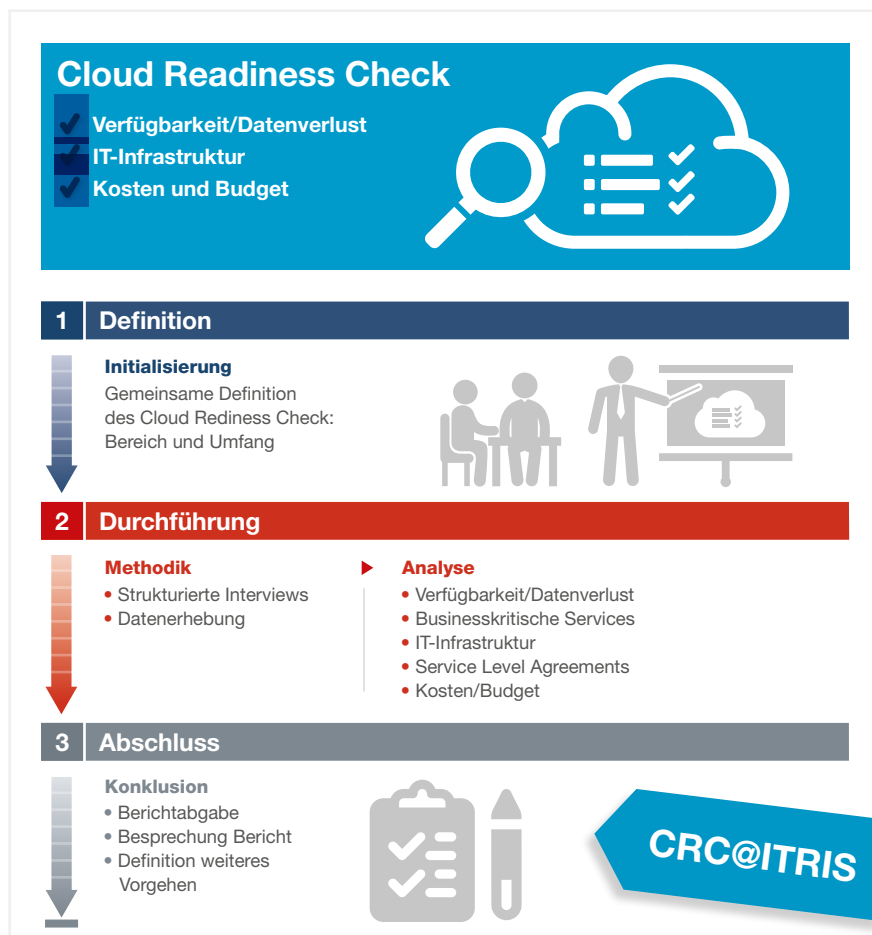 Cloud Readiness Check
Verfügbarkeit/Datenverlust
IT-Infrastruktur
Kosten und Budget
1 Definition
Initialisierung
Gemeinsame Definition
des Cloud Rediness Check:
Bereich und Umfang
2 Durchführung
Methodik
• Strukturierte Interviews
• Datenerhebung
Analyse
• Verfügbarkeit/Datenverlust
• Businesskritische Services
• IT-Infrastruktur
• Service Level Agreements
• Kosten/Budget
3 Abschluss
Konklusion
• Berichtabgabe
• Besprechung Bericht
• Definition weiteres
Vorgehen
CRC@ITRIS